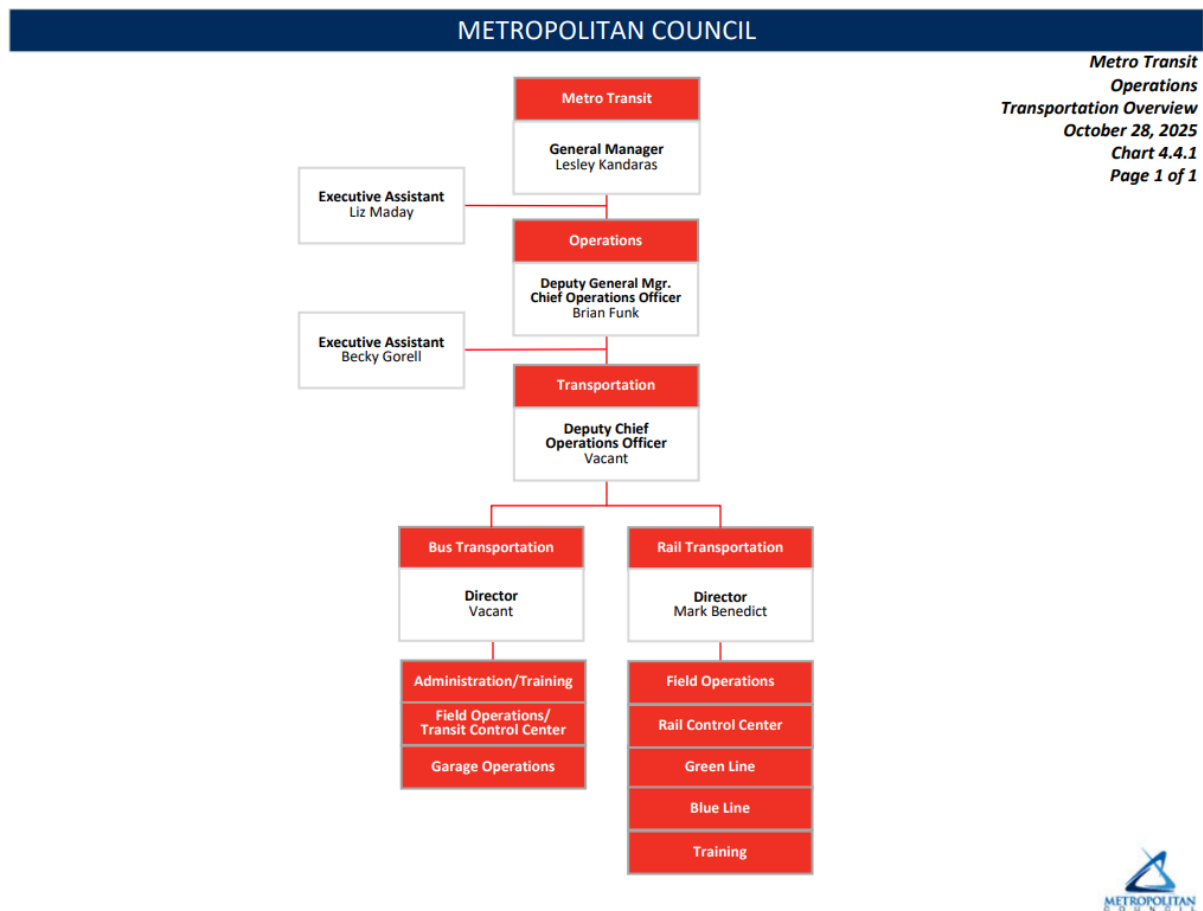 METROPOLITAN COUNCIL
Metro Transit
Operations
Transportation Overview
October 28, 2025
Chart 4.4.1
Page 1 of 1
Metro Transit
General Manager
Lesley Kandaras
Executive Assistant
Liz Maday
Operations
Deputy General Mgr.
Chief Operations Officer
Brian Funk
Executive Assistant
Becky Gorell
Transportation
Deputy Chief
Operations Officer
Vacant
Bus Transportation
Director
Vacant
Administration/Training
Field Operations/
Transit Control Center
Garage Operations
Rail Transportation
Director
Mark Benedict
Field Operations
Rail Control Center
Green Line
Blue Line
Training
METROPOLITAN
COUNCIL